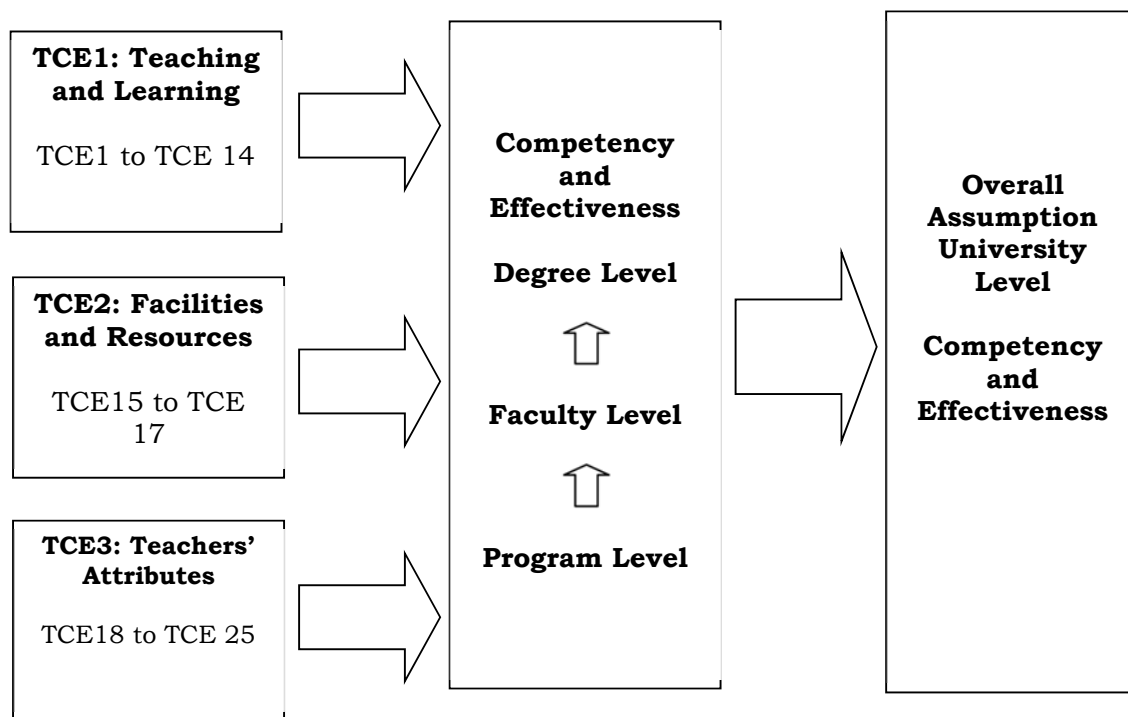 TCE1: Teaching
and Learning
TCE1 to TCE 14
TCE2: Facilities
and Resources
TCE15 to TCE
17
TCE3: Teachers’
Attributes
TCE18 to TCE 25
Competency
and
Effectiveness
Degree Level
Faculty Level
Program Level
Overall
Assumption
University
Level
Competency
and
Effectiveness